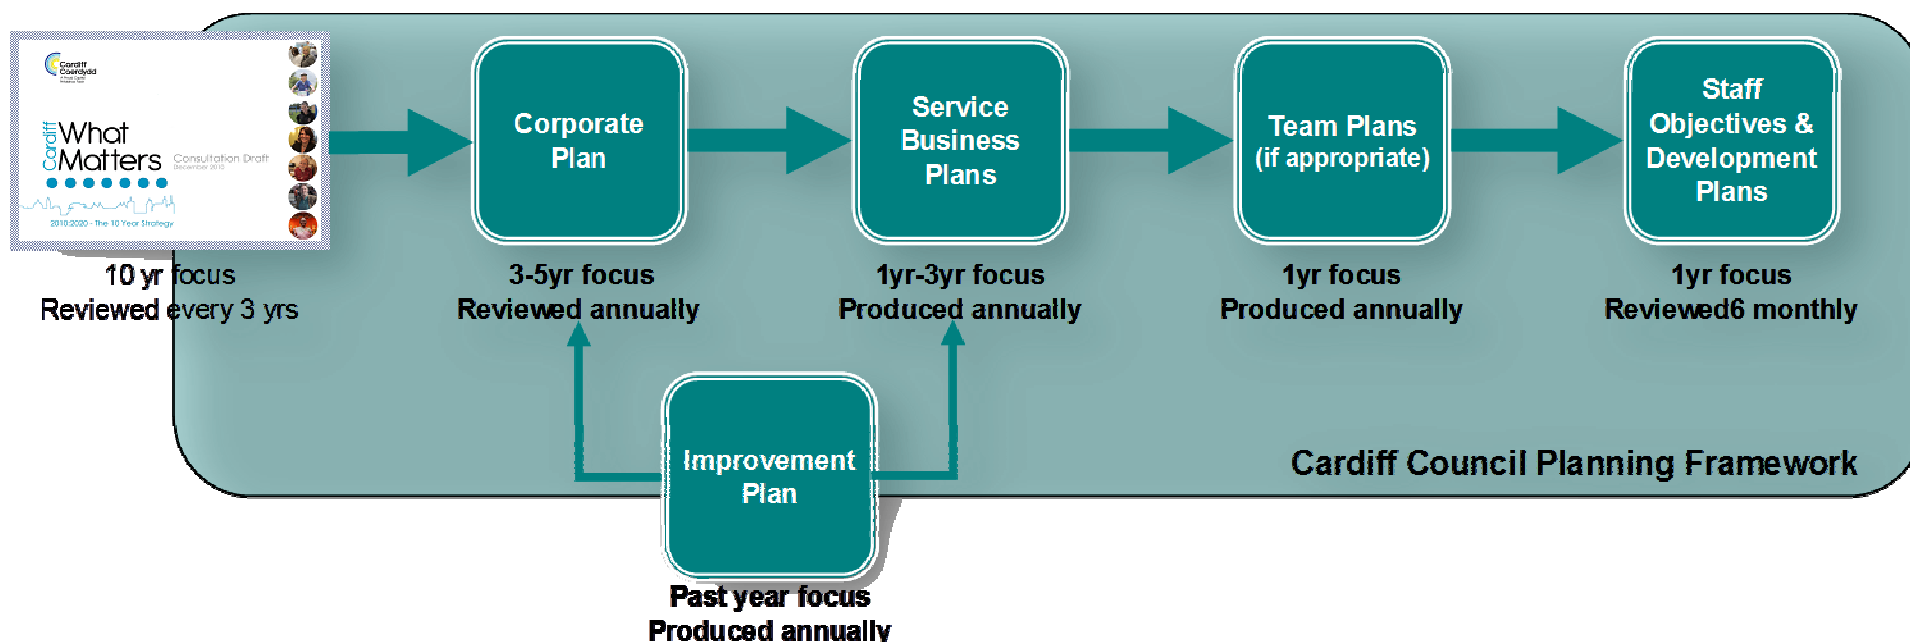 Cardiff
Caerdydd
Cardiff
What
Matters
Consultation Draft
December 2010
2010-2020 - The 10 Year Strategy
10 yr focus
Reviewed every 3 yrs
Corporate
Plan
3-5yr focus
Reviewed annually
Service
Business
Plans
1yr-3yr focus
Produced annually
Team Plans
(if appropriate)
1yr focus
Produced annually
Staff
Objectives &
Development
Plans
1yr focus
Reviewed6 monthly
Improvement
Plan
Past year focus
Produced annually
Cardiff Council Planning Framework